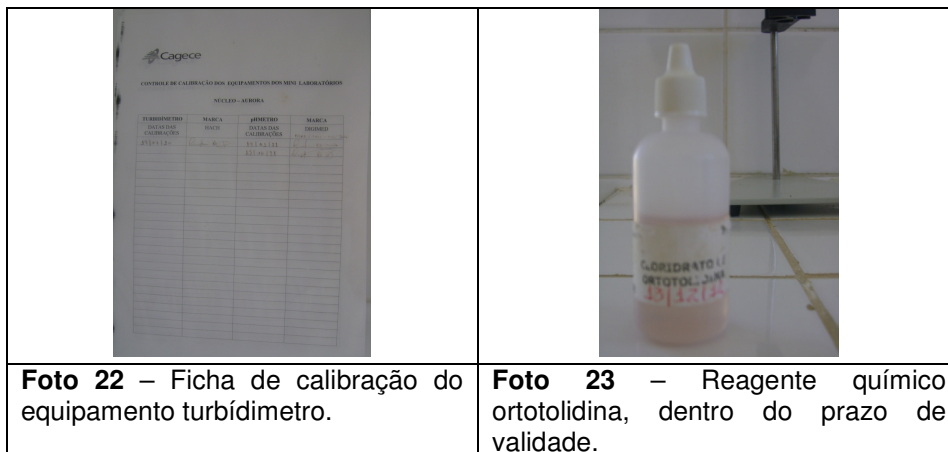 Cagece
CONTROLE DE CALIBRAÇÃO DOS EQUIPAMENTOS DOS MINI LABORATÓRIOS
NÚCLEO - AURORA
TURBIDÍMETRO MARCA pHMETRO MARCA
DATAS DAS CALIBRAÇÕES HACH DATAS DAS CALIBRAÇÕES DIGIMED
CLORIDRATO
13|12|
Foto 22 – Ficha de calibração do
equipamento turbídimetro.
Foto 23 – Reagente químico
ortotolidina, dentro do prazo de
validade.